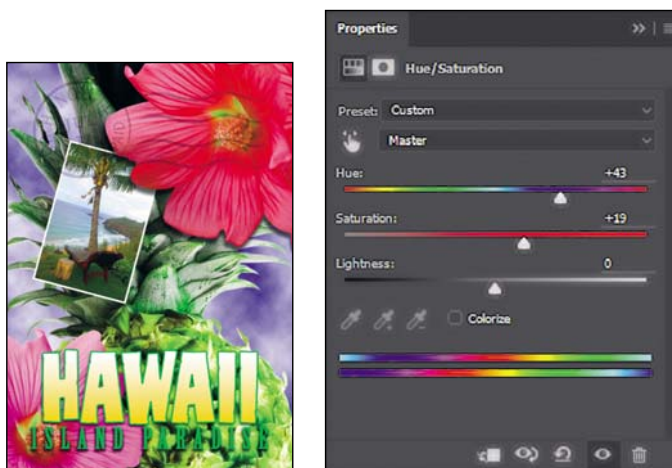 HAWAII
ISLAND PARADISE
Properties
Hue/Saturation
Preset: Custom
Master
Hue: +43
Saturation: +19
Lightness: 0
Colorize